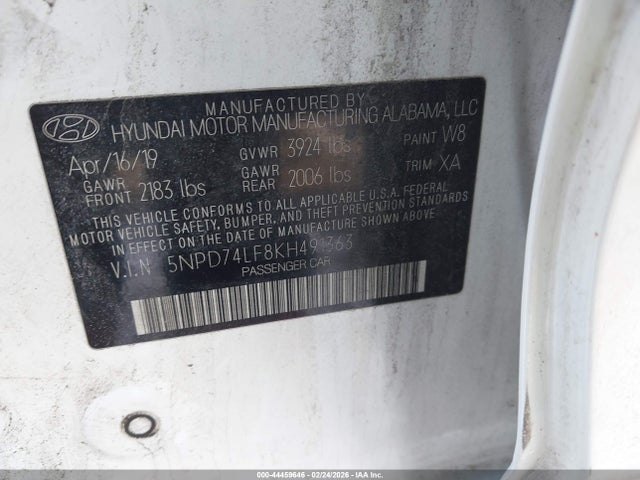 MANUFACTURED BY
HYUNDAI MOTOR MANUFACTURING ALABAMA, LLC
Apr/16/19 GVWR 3924 lbs PAINT W8
GAWR FRONT 2183 lbs GAWR REAR 2006 lbs TRIM XA
THIS VEHICLE CONFORMS TO ALL APPLICABLE U.S.A. FEDERAL
MOTOR VEHICLE SAFETY, BUMPER, AND THEFT PREVENTION STANDARDS
IN EFFECT ON THE DATE OF MANUFACTURE SHOWN ABOVE.
V.I.N 5NPD74LF8KH491363
PASSENGER CAR
000-44459646 - 02/24/2026 - Copart, Inc.